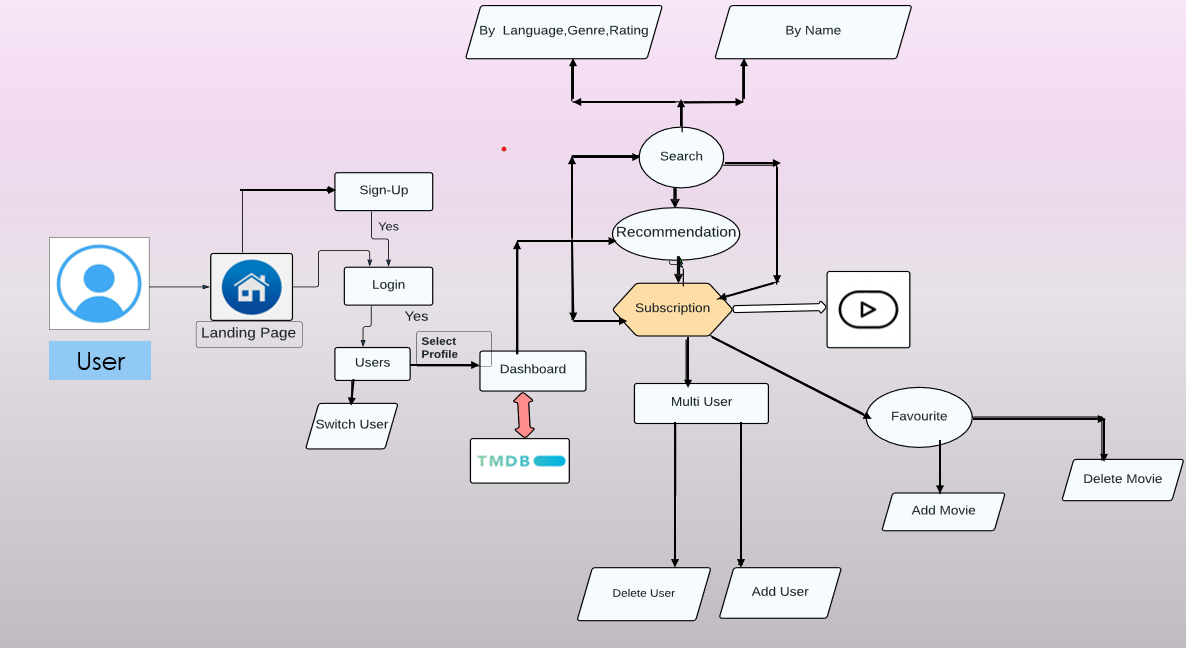 By  Language,Genre,Rating
By Name
Search
Sign-Up
Yes
Recommendation
Login
Subscription
Yes
Landing Page
User
Select
Profile
Users
Dashboard
Switch User
TMDB
Multi User
Favourite
Delete Movie
Add Movie
Delete User
Add User